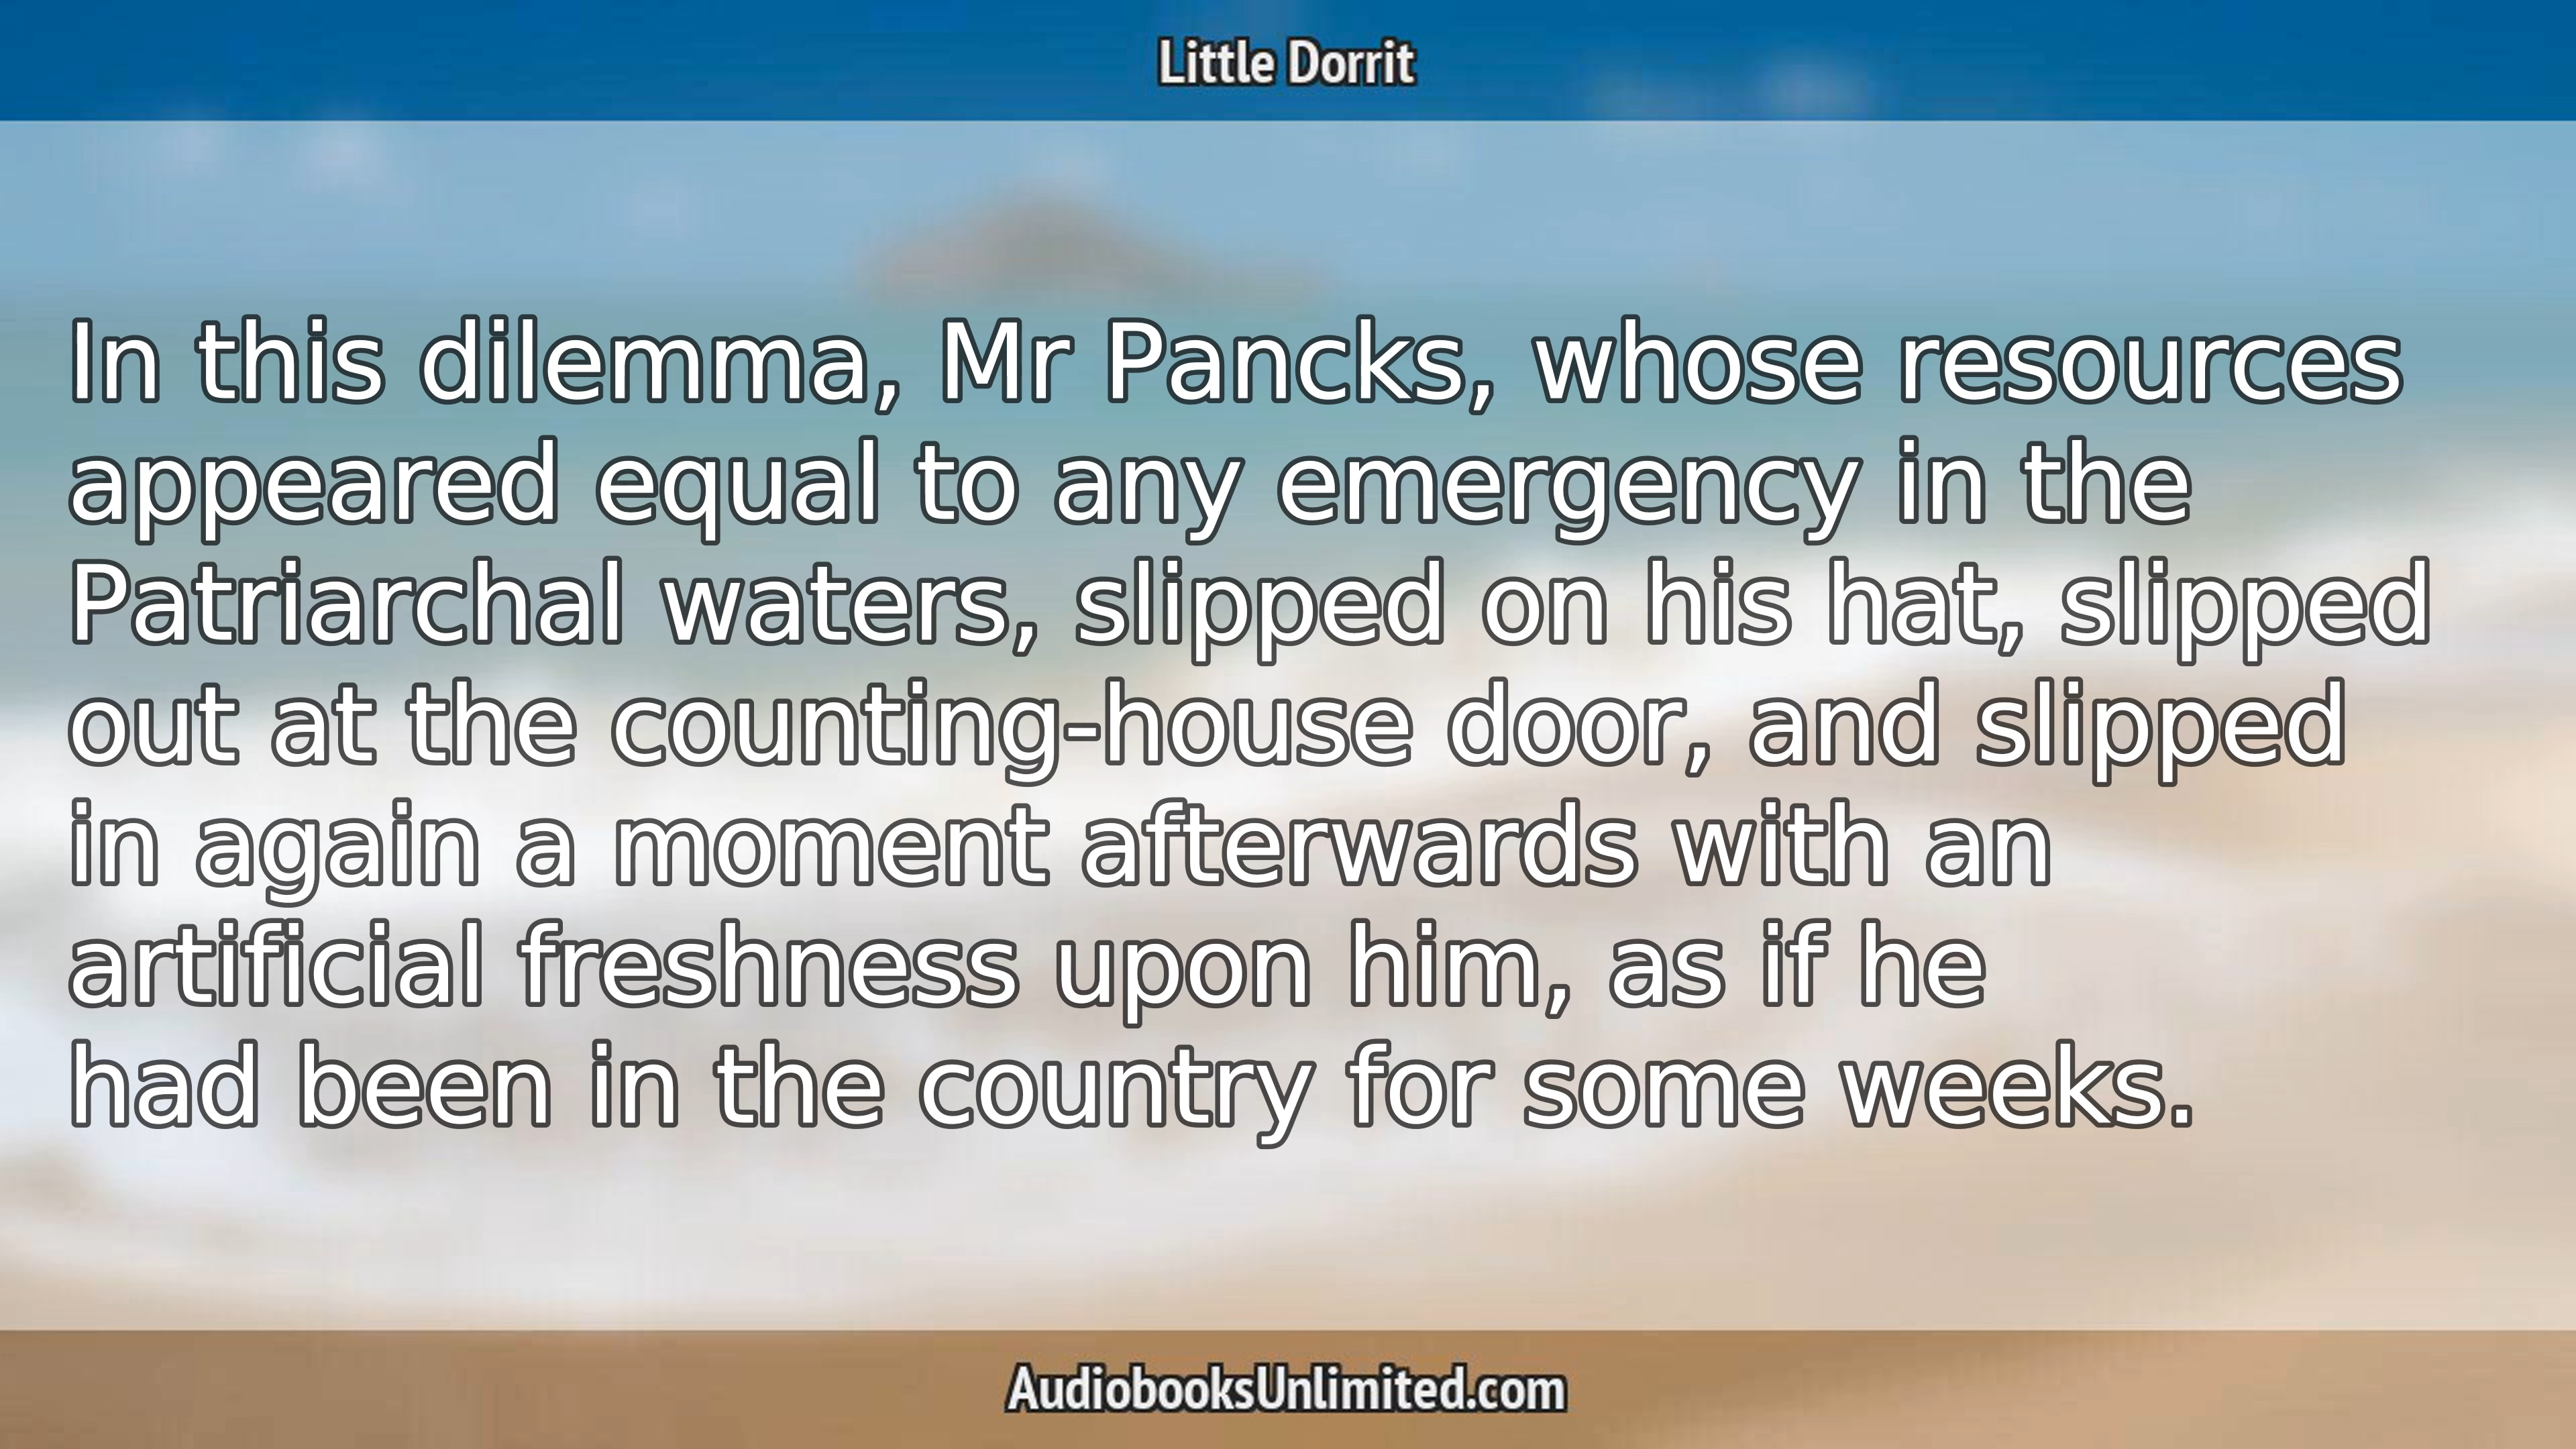 Little Dorrit
In this dilemma, Mr Pancks, whose resources
appeared equal to any emergency in the
Patriarchal waters, slipped on his hat, slipped
out at the counting-house door, and slipped
in again a moment afterwards with an
artificial freshness upon him, as if he
had been in the country for some weeks.
AudiobooksUnlimited.com